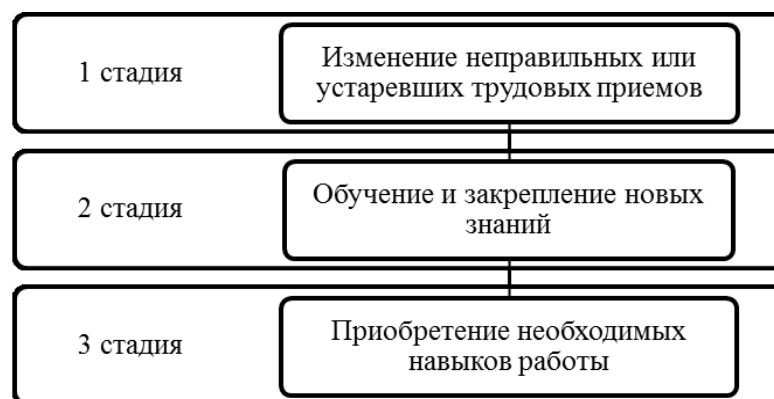 1 стадия
Изменение неправильных или
устаревших трудовых приемов
2 стадия
Обучение и закрепление новых
знаний
3 стадия
Приобретение необходимых
навыков работы